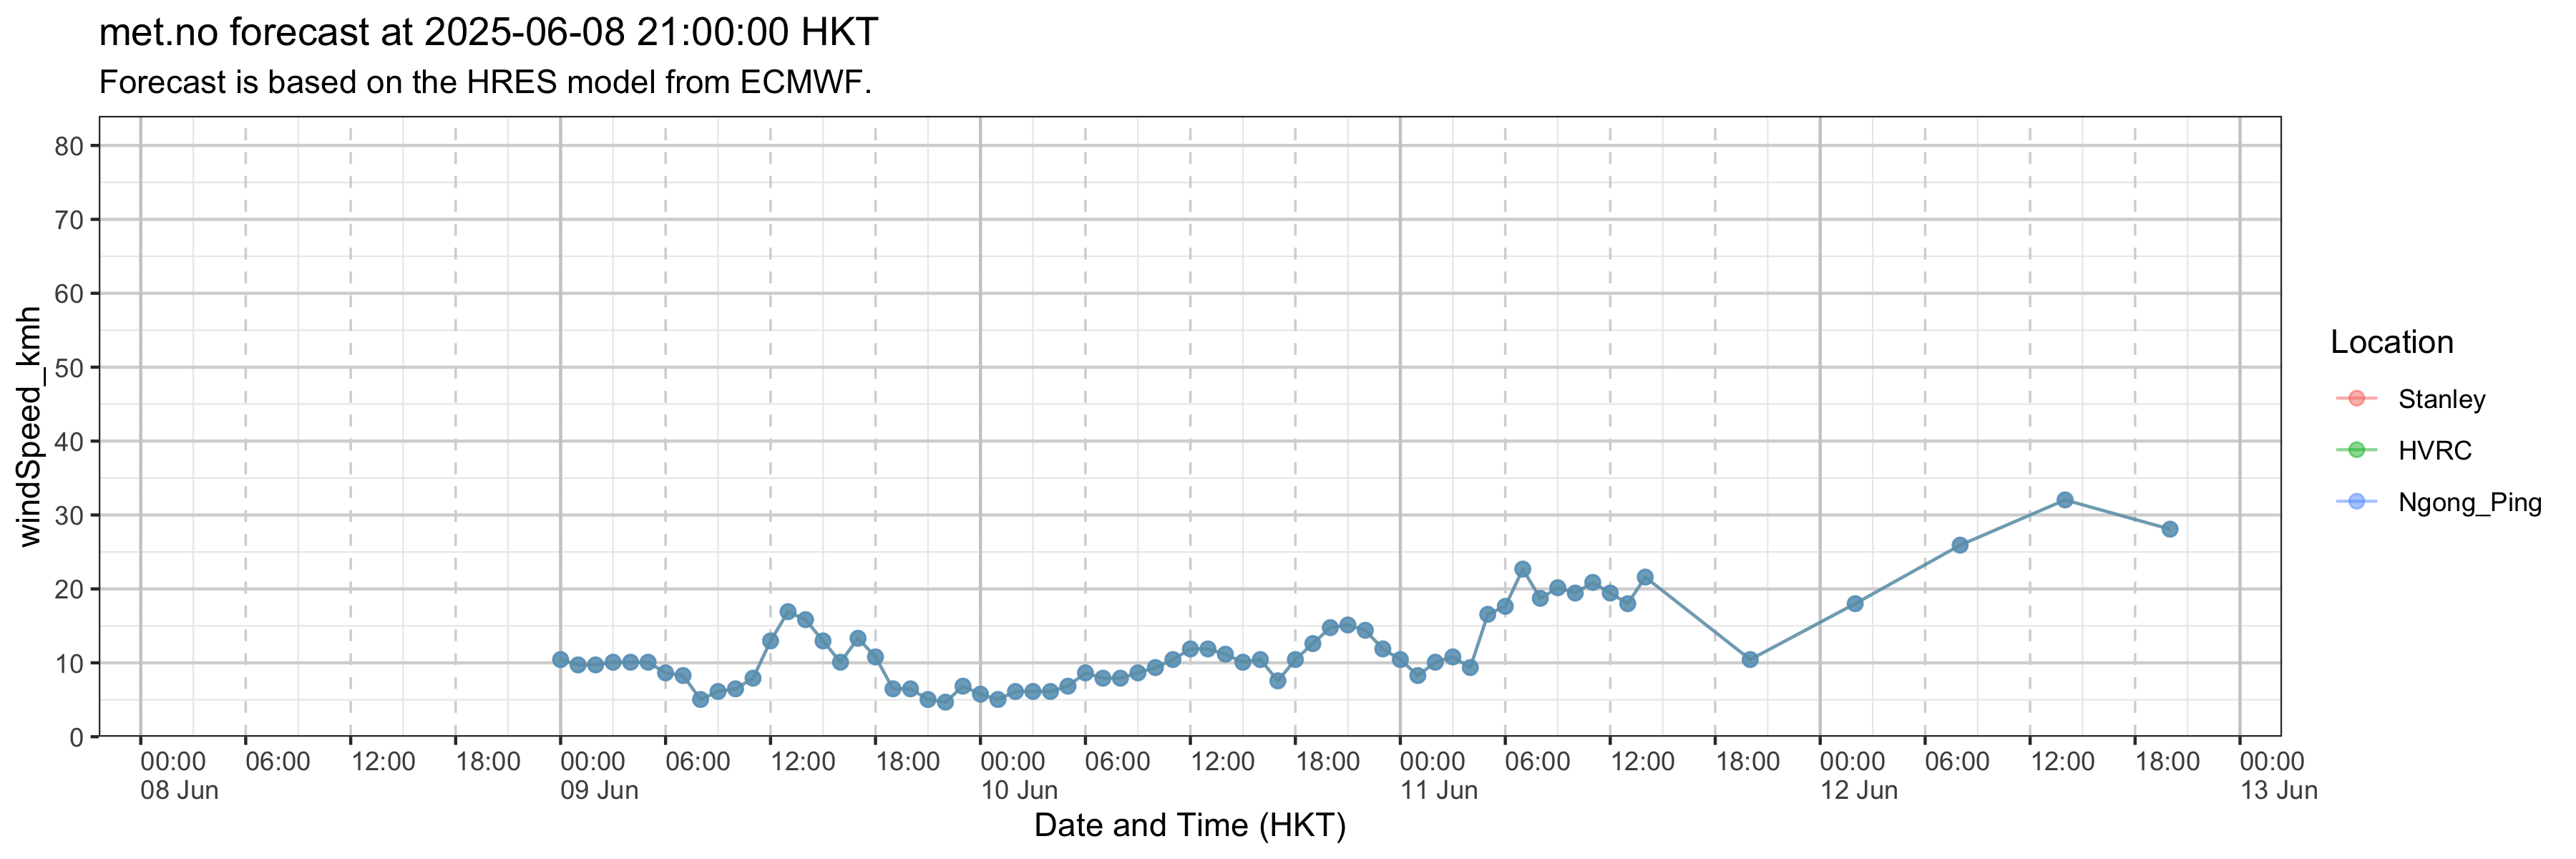 met.no forecast at 2025-06-08 21:00:00 HKT
Forecast is based on the HRES model from ECMWF.
windSpeed_kmh
80
70
60
50
40
30
20
10
0
00:00 06:00 12:00 18:00 00:00 06:00 12:00 18:00 00:00 06:00 12:00 18:00 00:00 06:00 12:00 18:00 00:00 06:00 12:00 18:00 00:00
08 Jun 09 Jun 10 Jun 11 Jun 12 Jun 13 Jun
Date and Time (HKT)
Location
Stanley
HVRC
Ngong_Ping